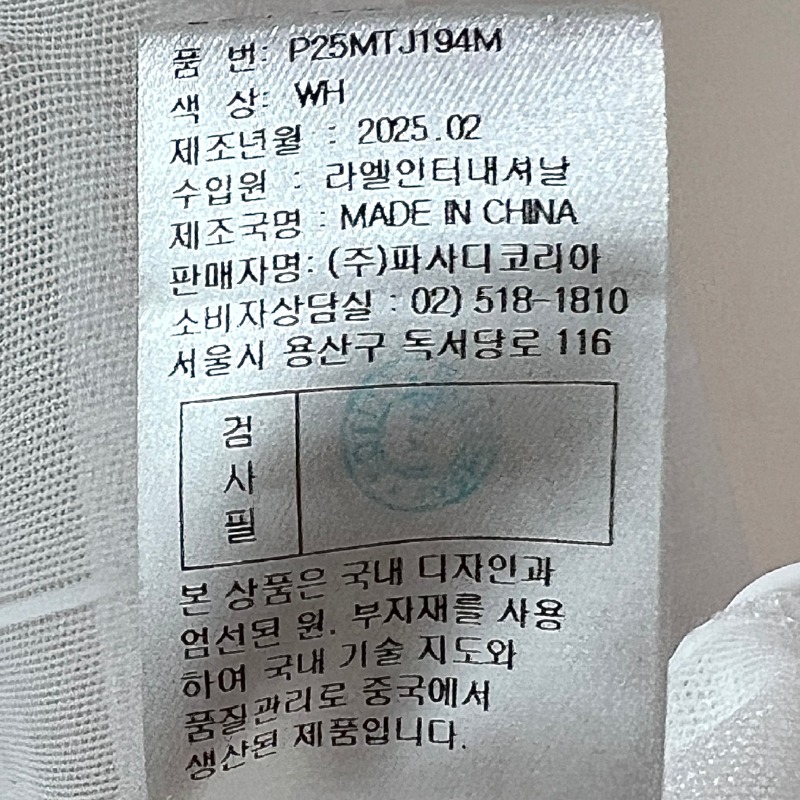 품 번: P25MTJ194M
색 상: WH
제조년월 : 2025.02
수입원 : 라엘인터내셔날
제조국명 : MADE IN CHINA
판매자명: (주)파사디코리아
소비자상담실 : 02) 518-1810
서울시 용산구 독서당로 116
검
사
필
본 상품은 국내 디자인과
엄선된 원. 부자재를 사용
하여 국내 기술 지도와
품질관리로 중국에서
생산된 제품입니다.